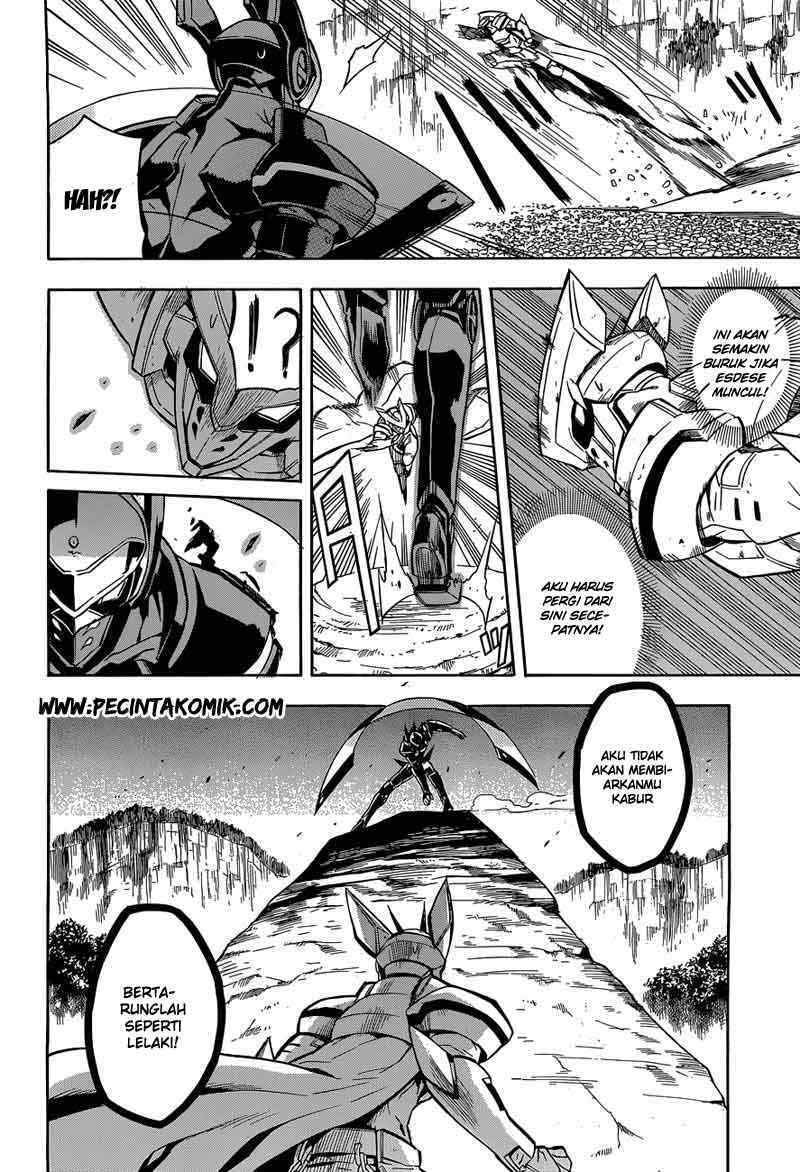 HAH?!
INI AKAN
SEMAKIN
BURUK JIKA
ESDESE
MUNCUL!
AKU HARUS
PERGI DARI
SINI SECE-
PATNYA!
!?
WWW.PECINTAKOMIK.COM
AKU TIDAK
AKAN MEMBI-
ARKANMU
KABUR
BERTA-
RUNGLAH
SEPERTI
LELAKI!